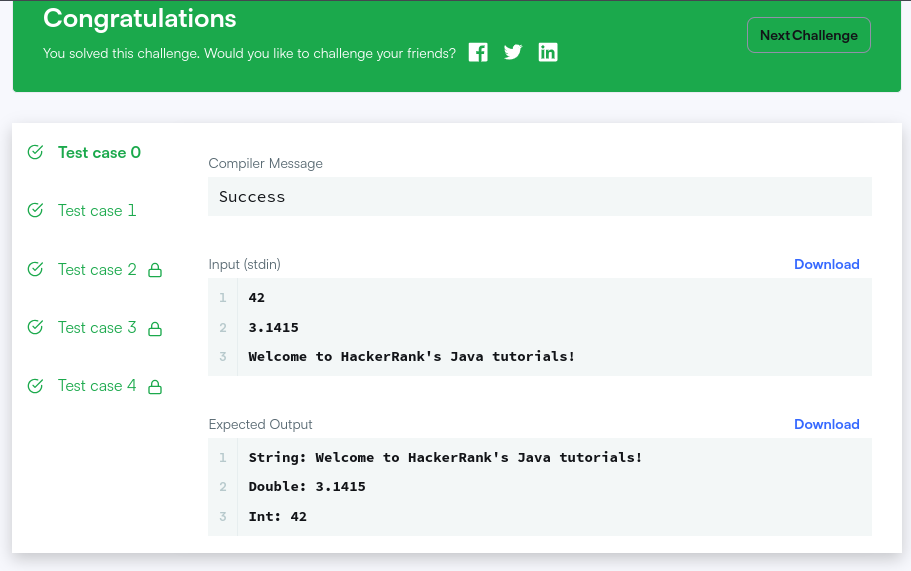 Congratulations
You solved this challenge. Would you like to challenge your friends?
Next Challenge
Test case 0
Test case 1
Test case 2
Test case 3
Test case 4
Compiler Message
Success
Input (stdin)
Download
1 42
2 3.1415
3 Welcome to HackerRank's Java tutorials!
Expected Output
Download
1 String: Welcome to HackerRank's Java tutorials!
2 Double: 3.1415
3 Int: 42